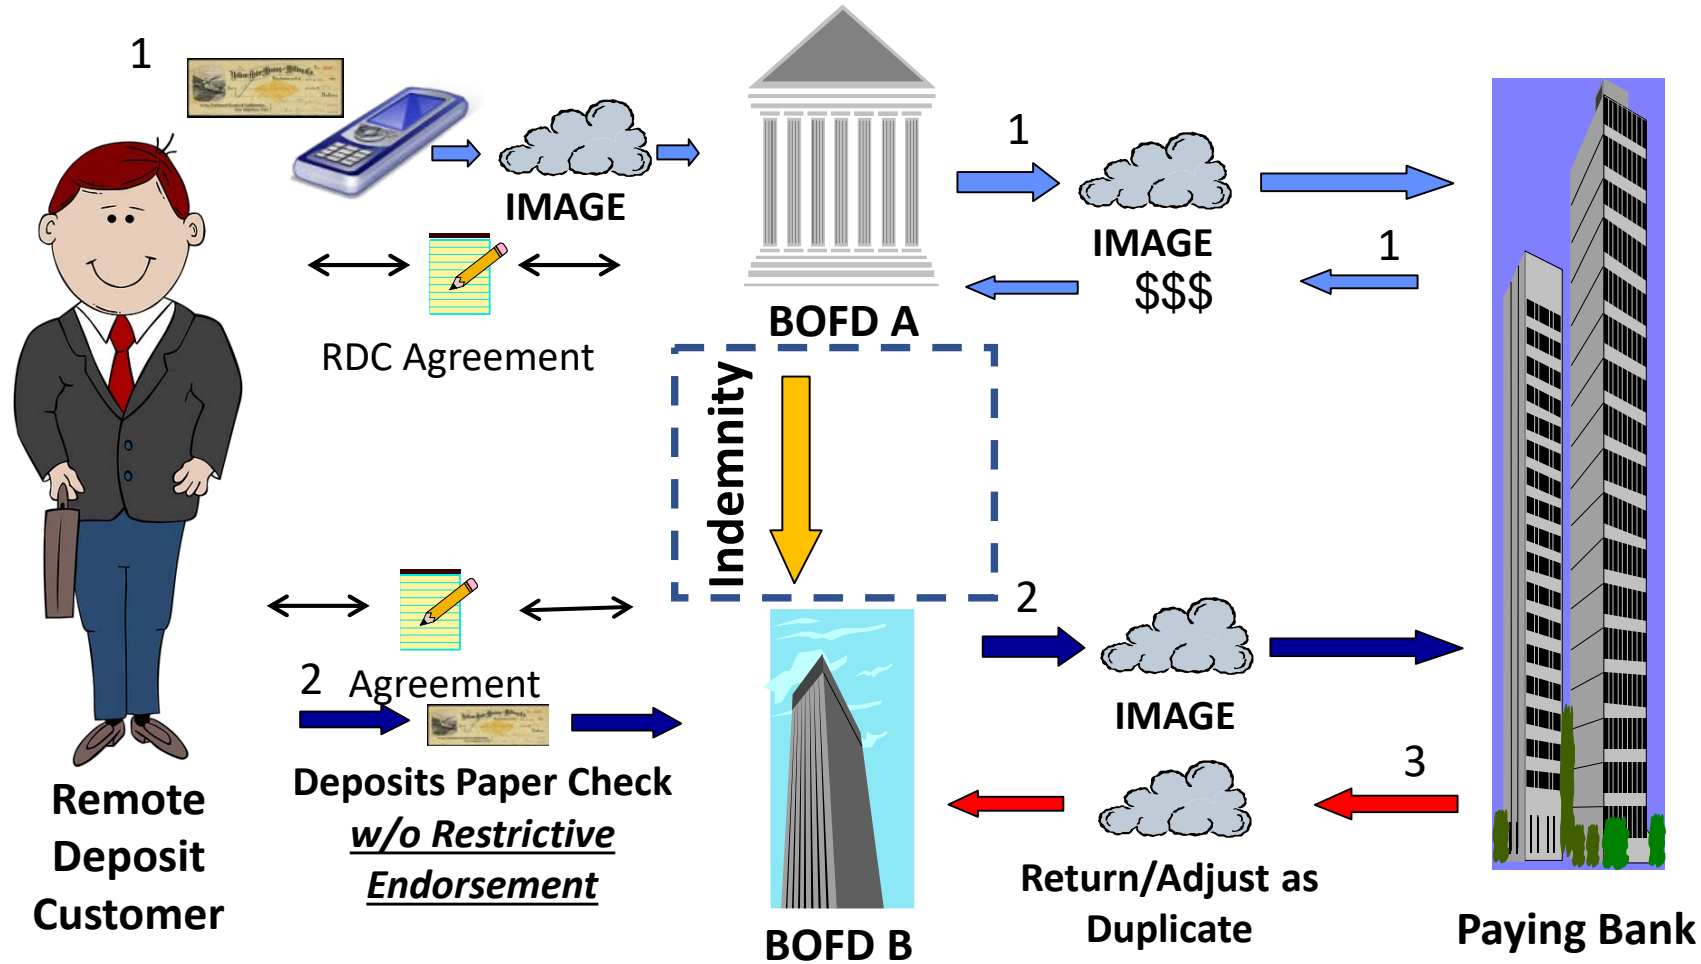 1
IMAGE
RDC Agreement
BOFD A
1
IMAGE
1
$$$
Indemnity
2
Agreement
Deposits Paper Check
w/o Restrictive
Endorsement
2
IMAGE
3
Return/Adjust as
Duplicate
Remote
Deposit
Customer
BOFD B
Paying Bank